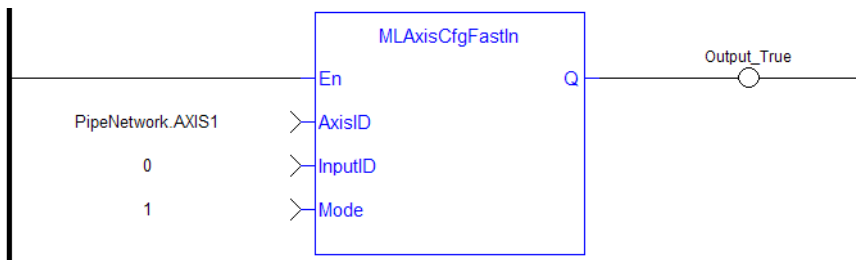 MLAxisCfgFastIn
Output_True
En
Q
PipeNetwork.AXIS1
AxisID
0
InputID
1
Mode